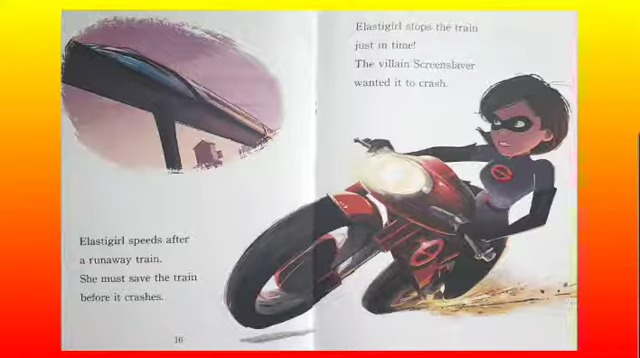 Elastigirl speeds after
a runaway train.
She must save the train
before it crashes.
16
Elastigirl stops the train
just in time!
The villain Screenslaver
wanted it to crash.